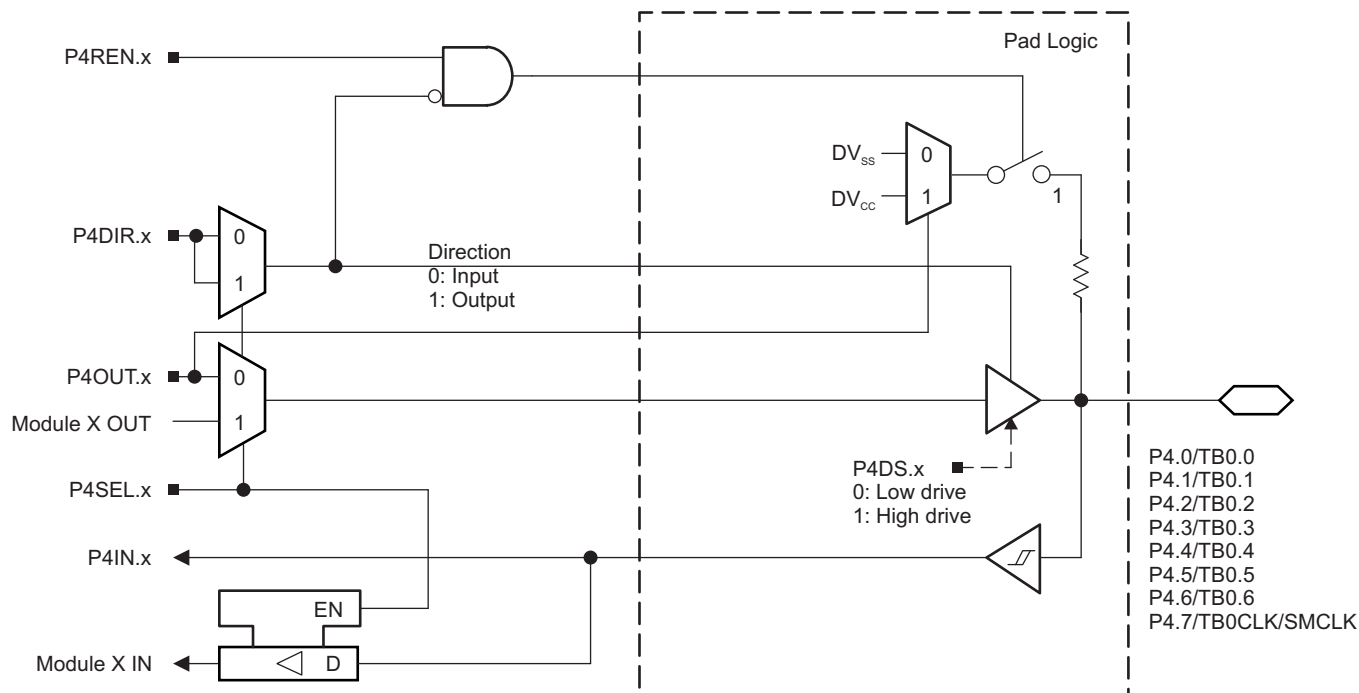 Pad Logic
P4REN.x
DVSS
0
DVCC
1
1
P4DIR.x
0
1
Direction
0: Input
1: Output
P4OUT.x
0
Module X OUT
1
P4SEL.x
P4DS.x
0: Low drive
1: High drive
P4.0/TB0.0
P4.1/TB0.1
P4.2/TB0.2
P4.3/TB0.3
P4.4/TB0.4
P4.5/TB0.5
P4.6/TB0.6
P4.7/TB0CLK/SMCLK
P4IN.x
EN
Module X IN
D